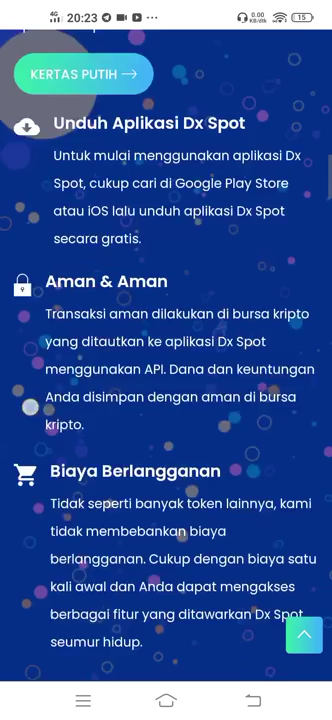 4G 20:23 0.00 KB/dtk 15
KERTAS PUTIH
Unduh Aplikasi Dx Spot
Untuk mulai menggunakan aplikasi Dx
Spot, cukup cari di Google Play Store
atau iOS lalu unduh aplikasi Dx Spot
secara gratis.
Aman & Aman
Transaksi aman dilakukan di bursa kripto
yang ditautkan ke aplikasi Dx Spot
menggunakan API. Dana dan keuntungan
Anda disimpan dengan aman di bursa
kripto.
Biaya Berlangganan
Tidak seperti banyak token lainnya, kami
tidak membebankan biaya
berlangganan. Cukup dengan biaya satu
kali awal dan Anda dapat mengakses
berbagai fitur yang ditawarkan Dx Spot
seumur hidup.